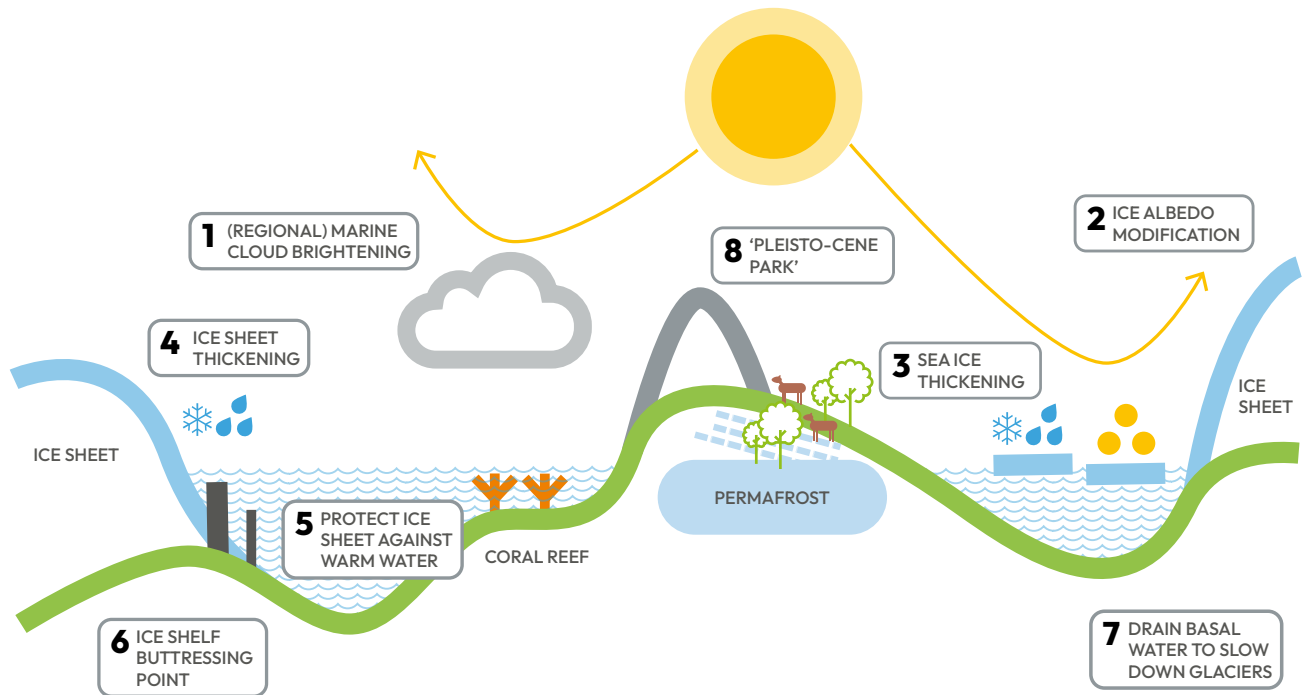 1 (REGIONAL) MARINE
CLOUD BRIGHTENING
2 ICE ALBEDO
MODIFICATION
8 ‘PLEISTO-CENE
PARK’
4 ICE SHEET
THICKENING
3 SEA ICE
THICKENING
ICE
SHEET
ICE SHEET
PERMAFROST
5 PROTECT ICE
SHEET AGAINST
WARM WATER
CORAL REEF
6 ICE SHELF
BUTTRESSING
POINT
7 DRAIN BASAL
WATER TO SLOW
DOWN GLACIERS